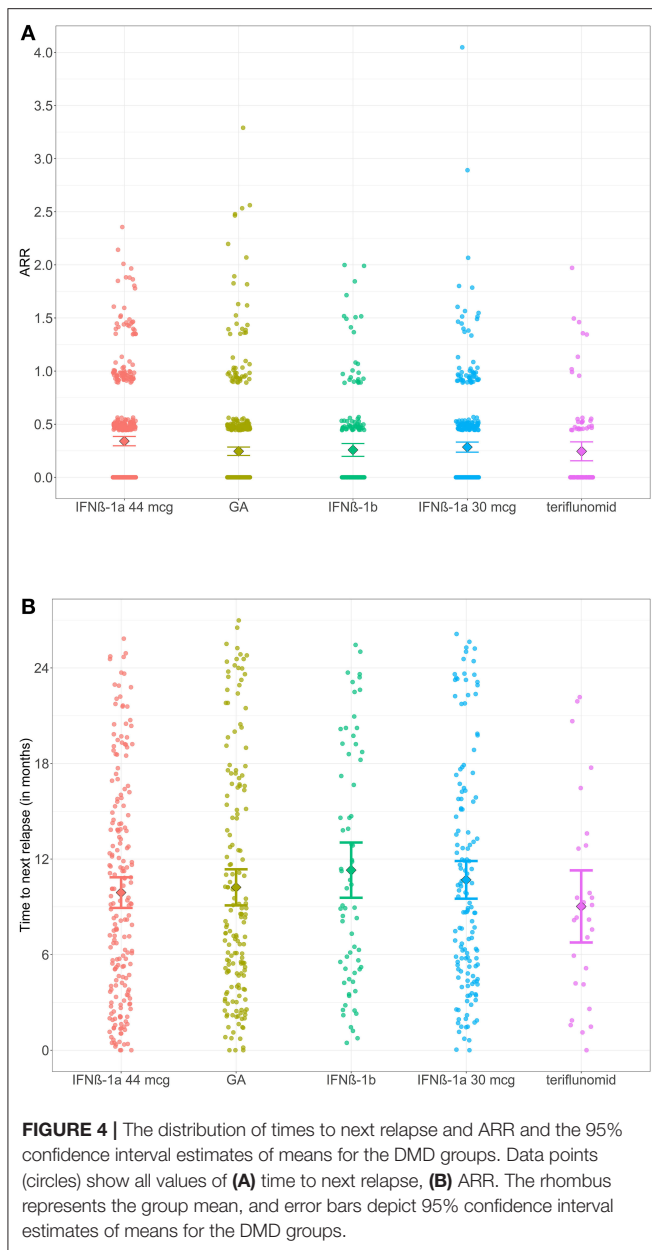 A
4.0
3.5
3.0
2.5
2.0
1.5
1.0
0.5
0.0
ARR
IFNß-1a 44 mcg GA IFNß-1b IFNß-1a 30 mcg teriflunomid
B
24
18
12
6
0
Time to next relapse (in months)
IFNß-1a 44 mcg GA IFNß-1b IFNß-1a 30 mcg teriflunomid
FIGURE 4 | The distribution of times to next relapse and ARR and the 95%
confidence interval estimates of means for the DMD groups. Data points
(circles) show all values of (A) time to next relapse, (B) ARR. The rhombus
represents the group mean, and error bars depict 95% confidence interval
estimates of means for the DMD groups.